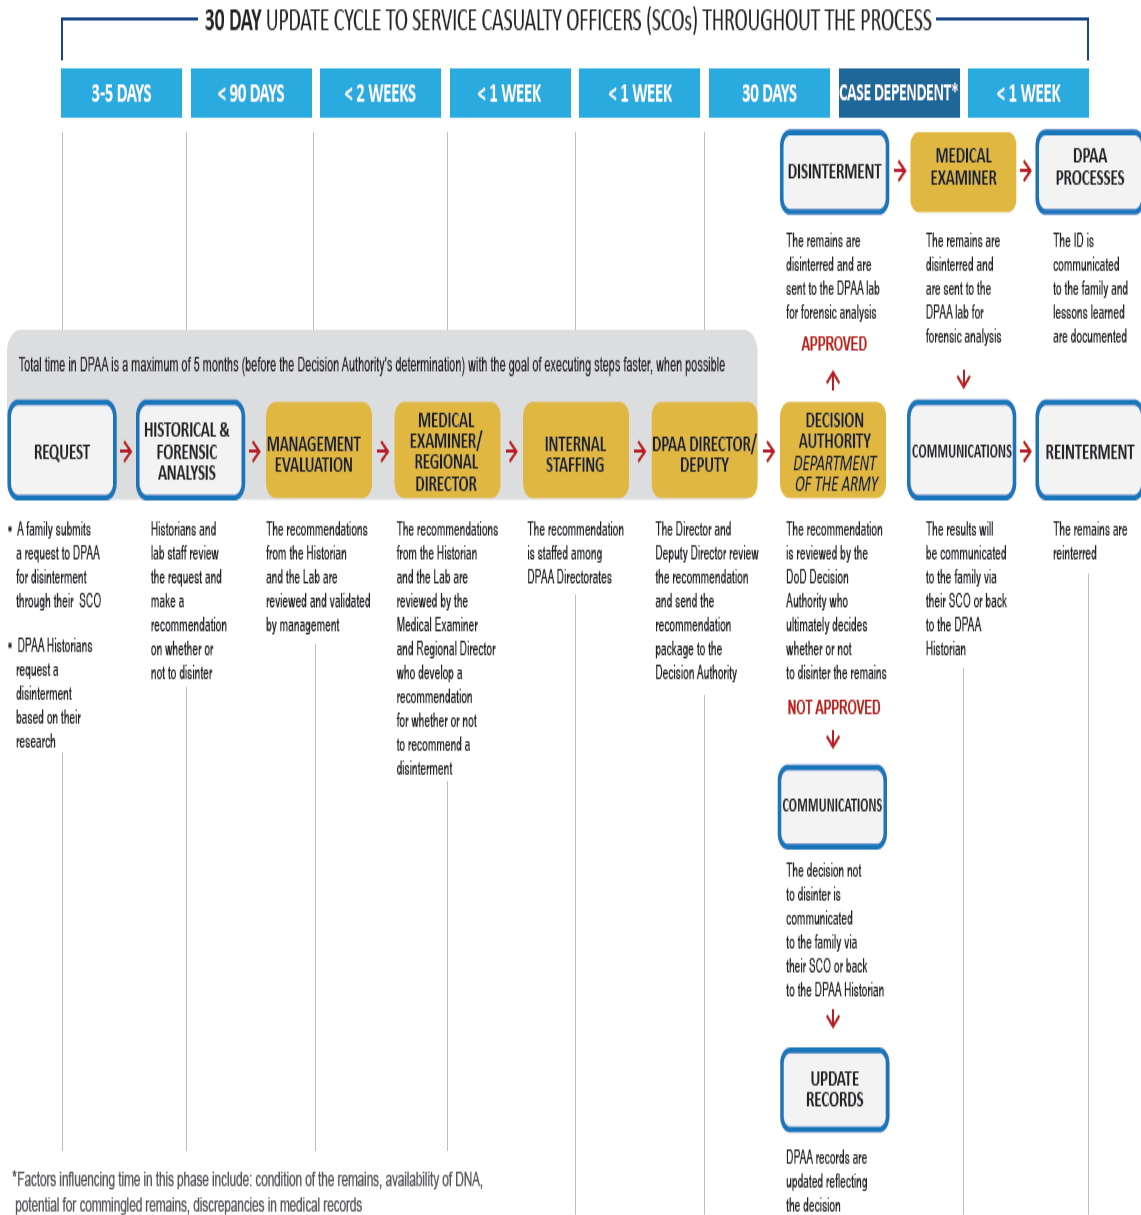 30 DAY UPDATE CYCLE TO SERVICE CASUALTY OFFICERS (SCOs) THROUGHOUT THE PROCESS
3-5 DAYS
< 90 DAYS
< 2 WEEKS
< 1 WEEK
< 1 WEEK
30 DAYS
CASE DEPENDENT*
< 1 WEEK
DISINTERMENT
The remains are
disinterred and are
sent to the DPAA lab
for forensic analysis
APPROVED
MEDICAL
EXAMINER
The remains are
disinterred and
are sent to the
DPAA lab for
forensic analysis
DPAA
PROCESSES
The ID is
communicated
to the family and
lessons learned
are documented
Total time in DPAA is a maximum of 5 months (before the Decision Authority's determination) with the goal of executing steps faster, when possible
REQUEST
▪ A family submits
a request to DPAA
for disinterment
through their SCO
▪ DPAA Historians
request a
disinterment
based on their
research
HISTORICAL &
FORENSIC
ANALYSIS
Historians and
lab staff review
the request and
make a
recommendation
on whether or
not to disinter
MANAGEMENT
EVALUATION
The recommendations
from the Historian
and the Lab are
reviewed and validated
by management
MEDICAL
EXAMINER/
REGIONAL
DIRECTOR
The recommendations
from the Historian
and the Lab are
reviewed by the
Medical Examiner
and Regional Director
who develop a
recommendation
for whether or not
to recommend a
disinterment
INTERNAL
STAFFING
The recommendation
is staffed among
DPAA Directorates
DPAA DIRECTOR/
DEPUTY
The Director and
Deputy Director review
the recommendation
and send the
recommendation
package to the
Decision Authority
DECISION
AUTHORITY
DEPARTMENT
OF THE ARMY
The recommendation
is reviewed by the
DoD Decision
Authority who
ultimately decides
whether or not
to disinter the remains
NOT APPROVED
COMMUNICATIONS
The decision not
to disinter is
communicated
to the family via
their SCO or back
to the DPAA Historian
UPDATE
RECORDS
DPAA records are
updated reflecting
the decision
COMMUNICATIONS
The results will
be communicated
to the family via
their SCO or back
to the DPAA
Historian
REINTERMENT
The remains are
reinterred
*Factors influencing time in this phase include: condition of the remains, availability of DNA,
potential for commingled remains, discrepancies in medical records